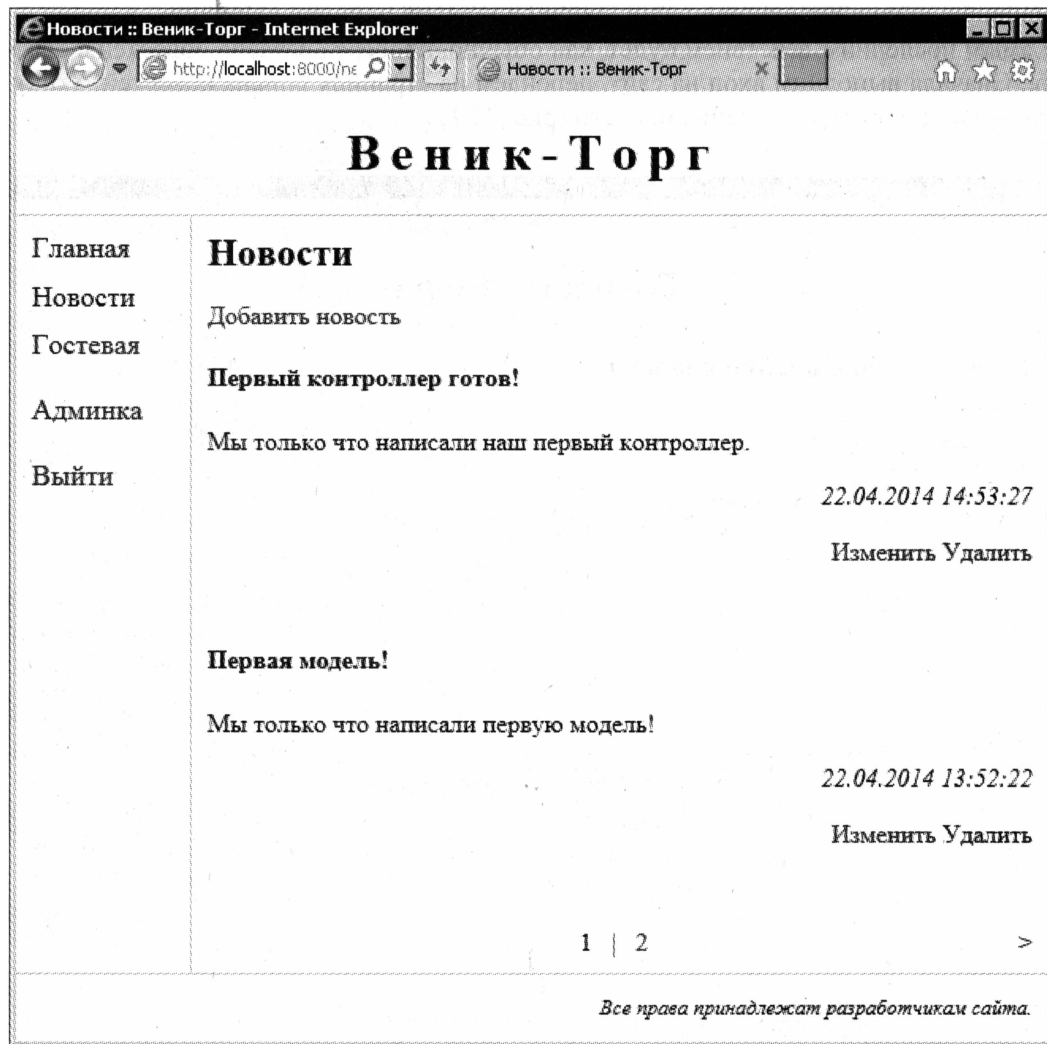 Новости :: Веник-Торг - Internet Explorer
http://localhost:8000/ne
Новости :: Веник-Торг
Веник-Торг
Главная
Новости
Гостевая
Админка
Выйти
Новости
Добавить новость
Первый контроллер готов!
Мы только что написали наш первый контроллер.
22.04.2014 14:53:27
Изменить Удалить
Первая модель!
Мы только что написали первую модель!
22.04.2014 13:52:22
Изменить Удалить
1 | 2 >
Все права принадлежат разработчикам сайта.